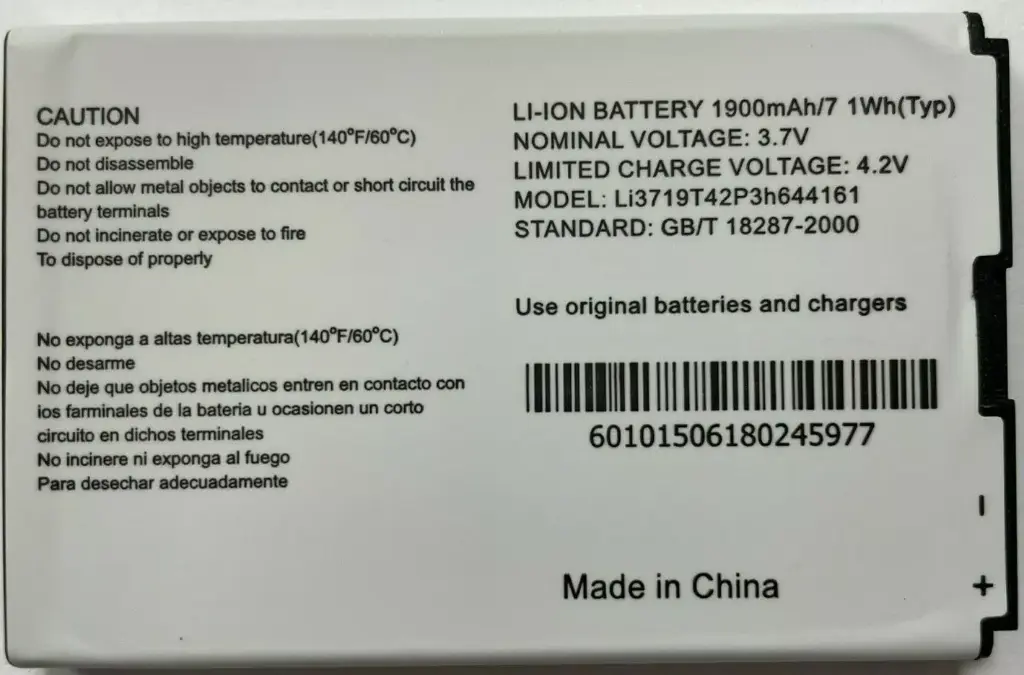 CAUTION
Do not expose to high temperature(140°F/60°C)
Do not disassemble
Do not allow metal objects to contact or short circuit the
battery terminals
Do not incinerate or expose to fire
To dispose of properly
No exponga a altas temperatura(140°F/60°C)
No desarme
No deje que objetos metalicos entren en contacto con
ios farminales de la bateria u ocasionen un corto
circuito en dichos terminales
No incinere ni exponga al fuego
Para desechar adecuadamente
LI-ION BATTERY 1900mAh/7 1Wh(Typ)
NOMINAL VOLTAGE: 3.7V
LIMITED CHARGE VOLTAGE: 4.2V
MODEL: Li3719T42P3h644161
STANDARD: GB/T 18287-2000
Use original batteries and chargers
60101506180245977
Made in China
-
+